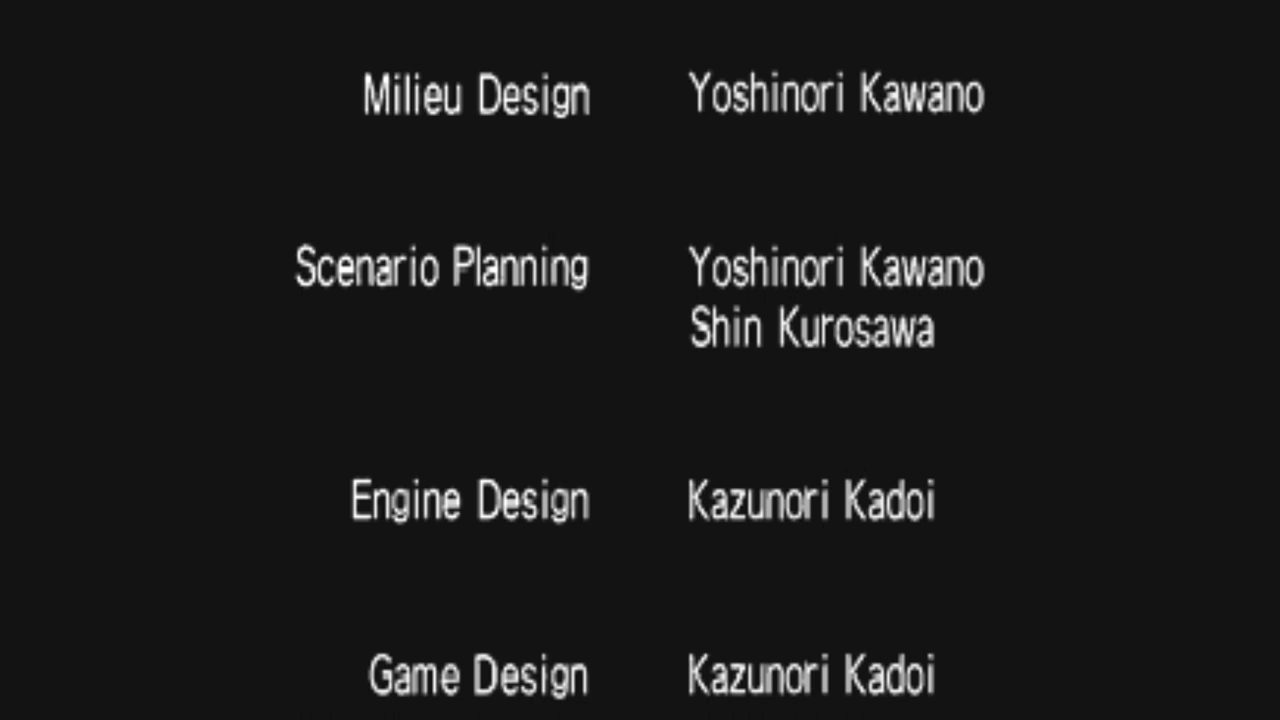 Milieu Design Yoshinori Kawano
Scenario Planning Yoshinori Kawano
Shin Kurosawa
Engine Design Kazunori Kadoi
Game Design Kazunori Kadoi